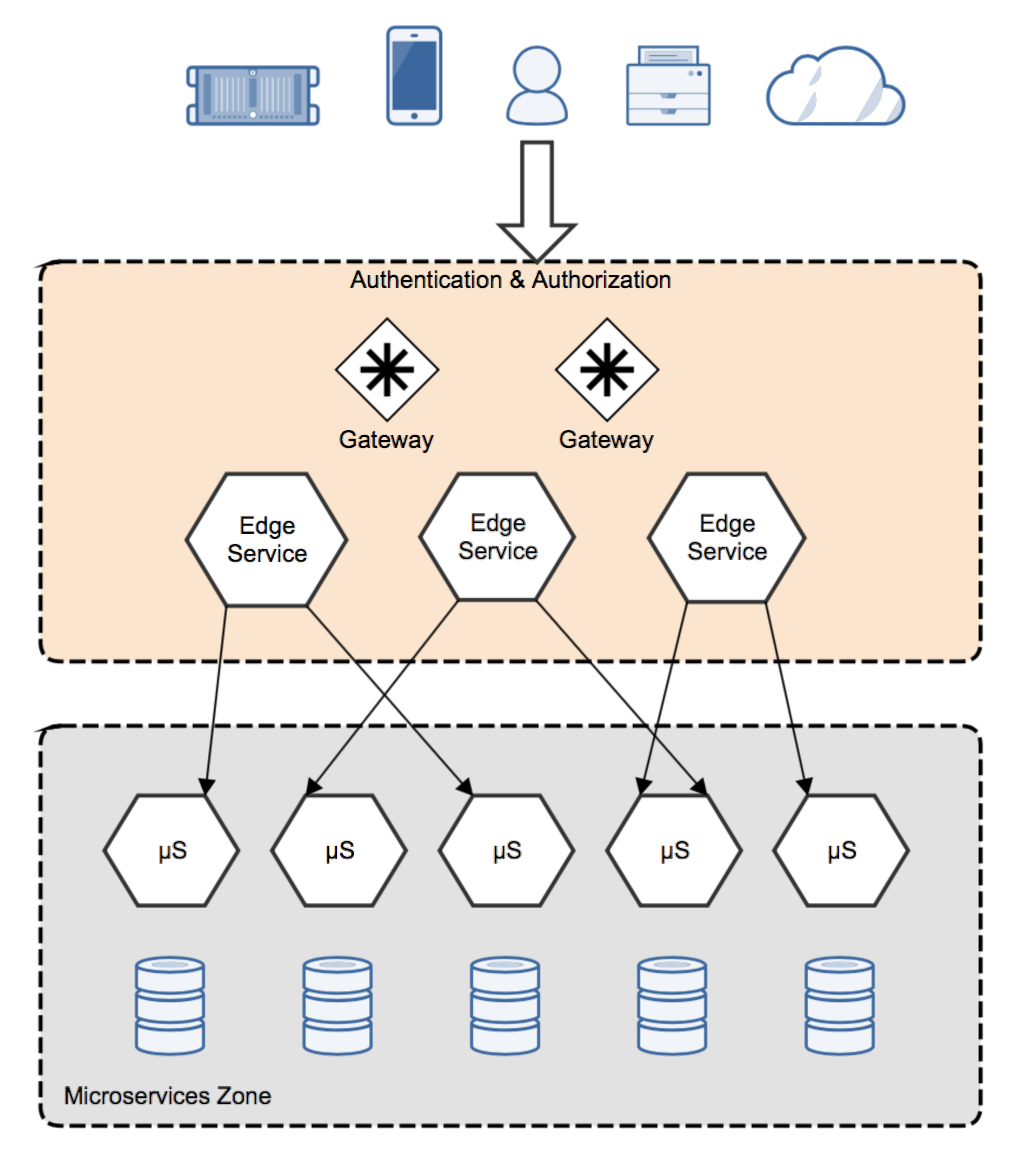 Authentication & Authorization
Gateway
Gateway
Edge
Service
Edge
Service
Edge
Service
µS
µS
µS
µS
µS
Microservices Zone